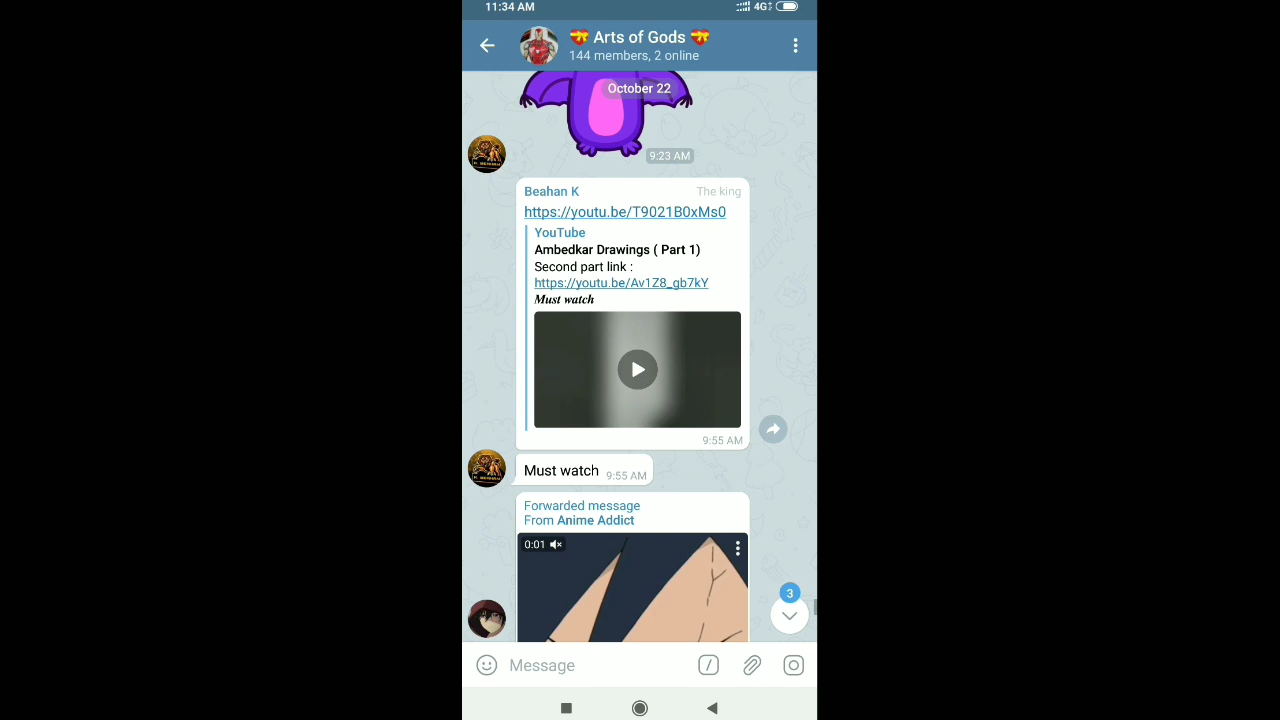 11:34 AM
4G
Arts of Gods
144 members, 2 online
October 22
9:23 AM
Beahan K The king
https://youtu.be/T9021B0xMs0
YouTube
Ambedkar Drawings ( Part 1)
Second part link :
https://youtu.be/Av1Z8_gb7kY
Must watch
9:55 AM
Must watch 9:55 AM
Forwarded message
From Anime Addict
0:01
3
Message